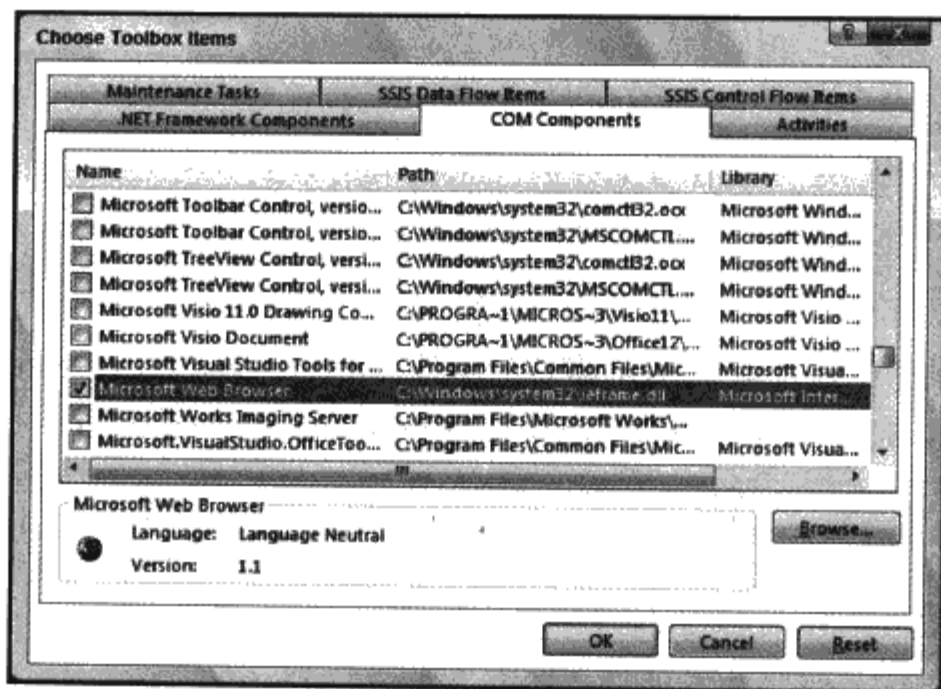 Choose Toolbox Items
Maintenance Tasks SSIS Data Flow Items SSIS Control Flow Items
.NET Framework Components COM Components Activities
Name Path Library
Microsoft Toolbar Control, versio... C:\Windows\system32\comctl32.ocx Microsoft Wind...
Microsoft Toolbar Control, versio... C:\Windows\system32\MSCOMCTL.... Microsoft Wind...
Microsoft TreeView Control, versi... C:\Windows\system32\comctl32.ocx Microsoft Wind...
Microsoft TreeView Control, versi... C:\Windows\system32\MSCOMCTL.... Microsoft Wind...
Microsoft Visio 11.0 Drawing Co... C:\PROGRA~1\MICROS~3\Visio11\... Microsoft Visio ...
Microsoft Visio Document C:\PROGRA~1\MICROS~3\Office12\... Microsoft Visio ...
Microsoft Visual Studio Tools for ... C:\Program Files\Common Files\Mic... Microsoft Visua...
Microsoft Web Browser C:\Windows\system32\ieframe.dll Microsoft Inter...
Microsoft Works Imaging Server C:\Program Files\Microsoft Works\...
Microsoft.VisualStudio.OfficeToo... C:\Program Files\Common Files\Mic... Microsoft Visua...
Microsoft Web Browser
Language: Language Neutral
Browse...
Version: 1.1
OK Cancel Reset